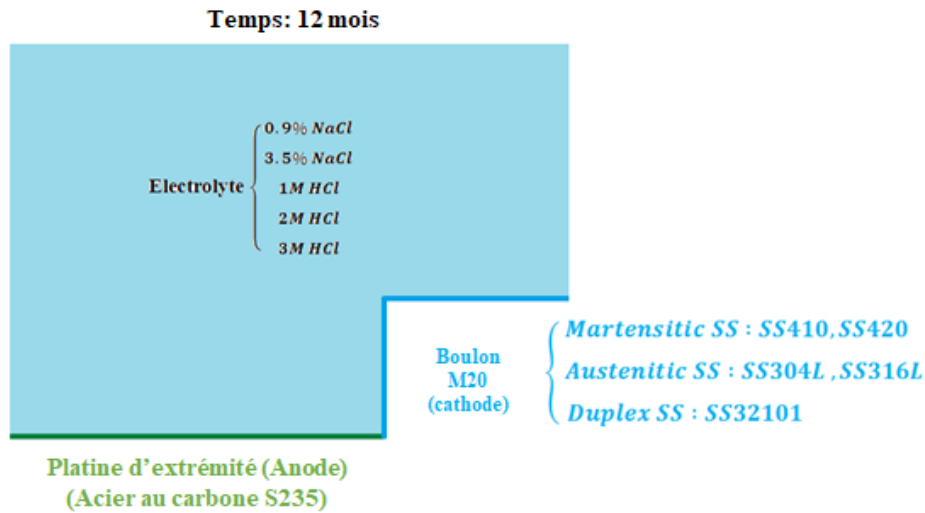 Temps: 12 mois
0.9% NaCl
3.5% NaCl
Electrolyte
1M HCl
2M HCl
3M HCl
Boulon
M20
(cathode)
Martensitic SS : SS410,SS420
Austenitic SS : SS304L ,SS316L
Duplex SS : SS32101
Platine d’extrémité (Anode)
(Acier au carbone S235)